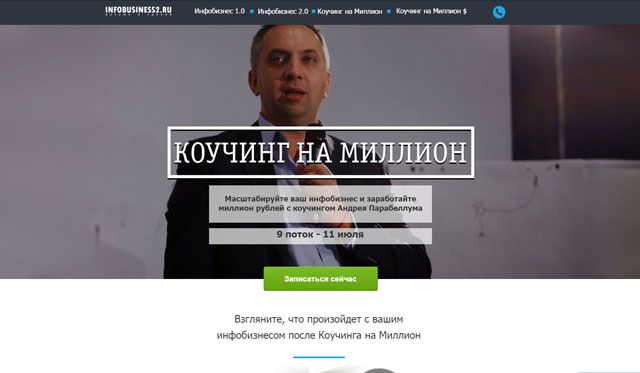 INFOBUSINESS2.RU
Инфобизнес 1.0 Инфобизнес 2.0 Коучинг на Миллион Коучинг на Миллион $
КОУЧИНГ НА МИЛЛИОН
Масштабируйте ваш инфобизнес и заработайте
миллион рублей с коучингом Андрея Парабеллума
9 поток - 11 июля
Записаться сейчас
Взгляните, что произойдет с вашим
инфобизнесом после Коучинга на Миллион